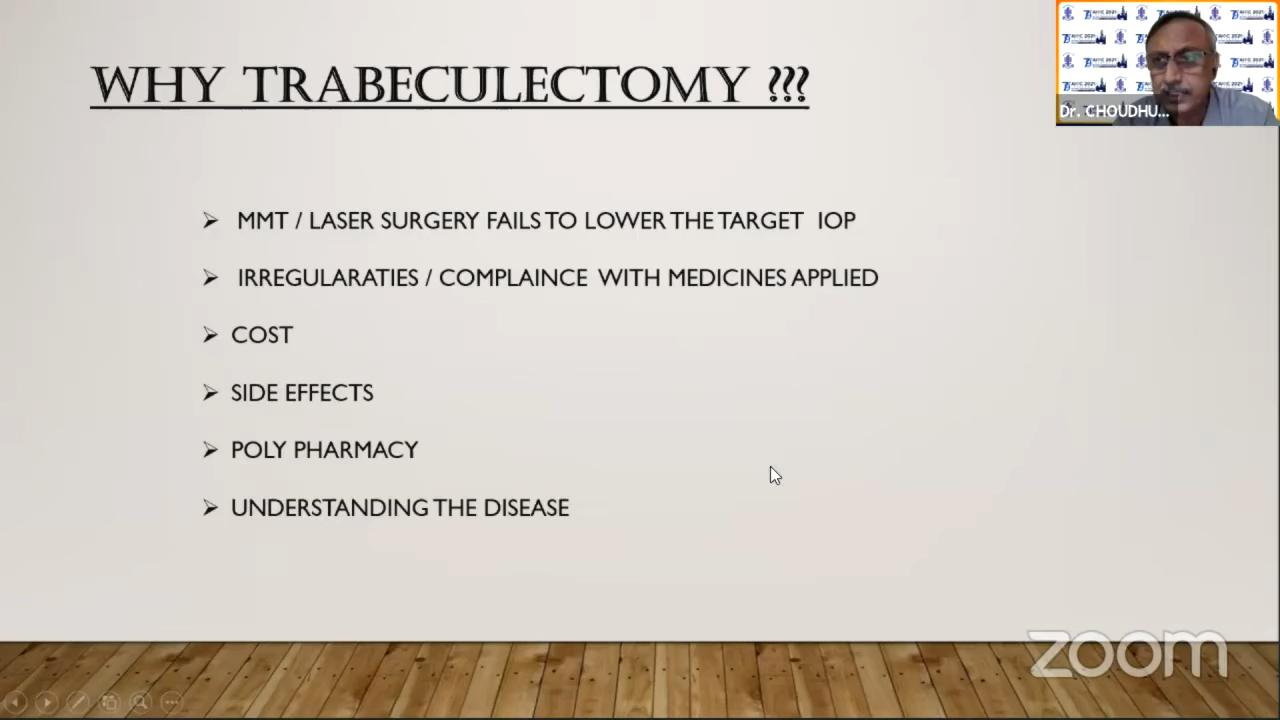 WHY TRABECULECTOMY ???
MMT / LASER SURGERY FAILS TO LOWER THE TARGET IOP
IRREGULARATIES / COMPLAINCE WITH MEDICINES APPLIED
COST
SIDE EFFECTS
POLY PHARMACY
UNDERSTANDING THE DISEASE
Dr. CHOUDHU...
zoom